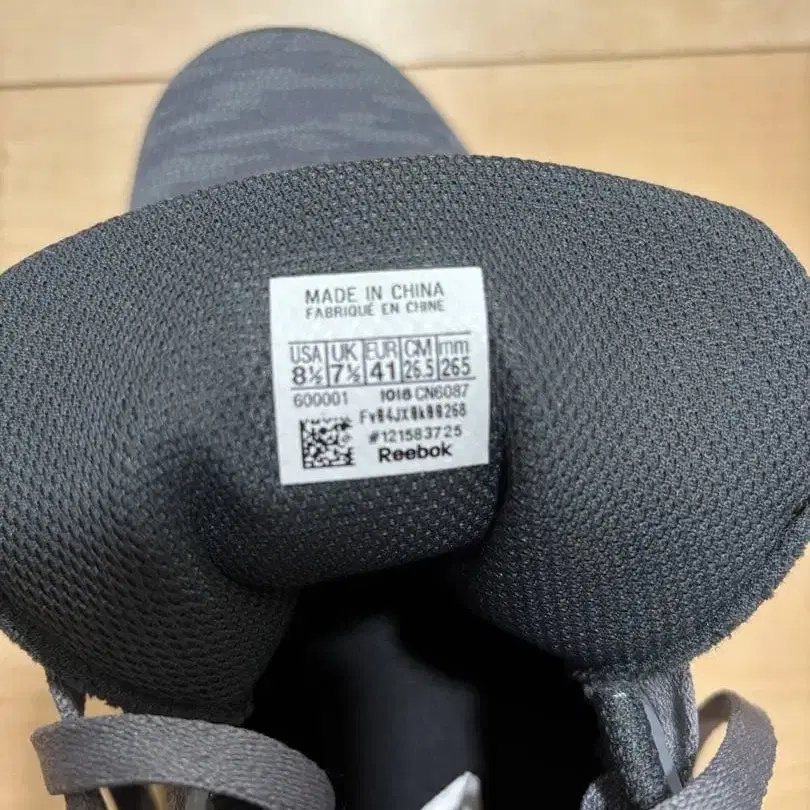 MADE IN CHINA
FABRIQUÉ EN CHINE
USA UK EUR CM mm
8½ 7½ 41 26.5 265
600001 1018 CN6087
#121583725
Reebok